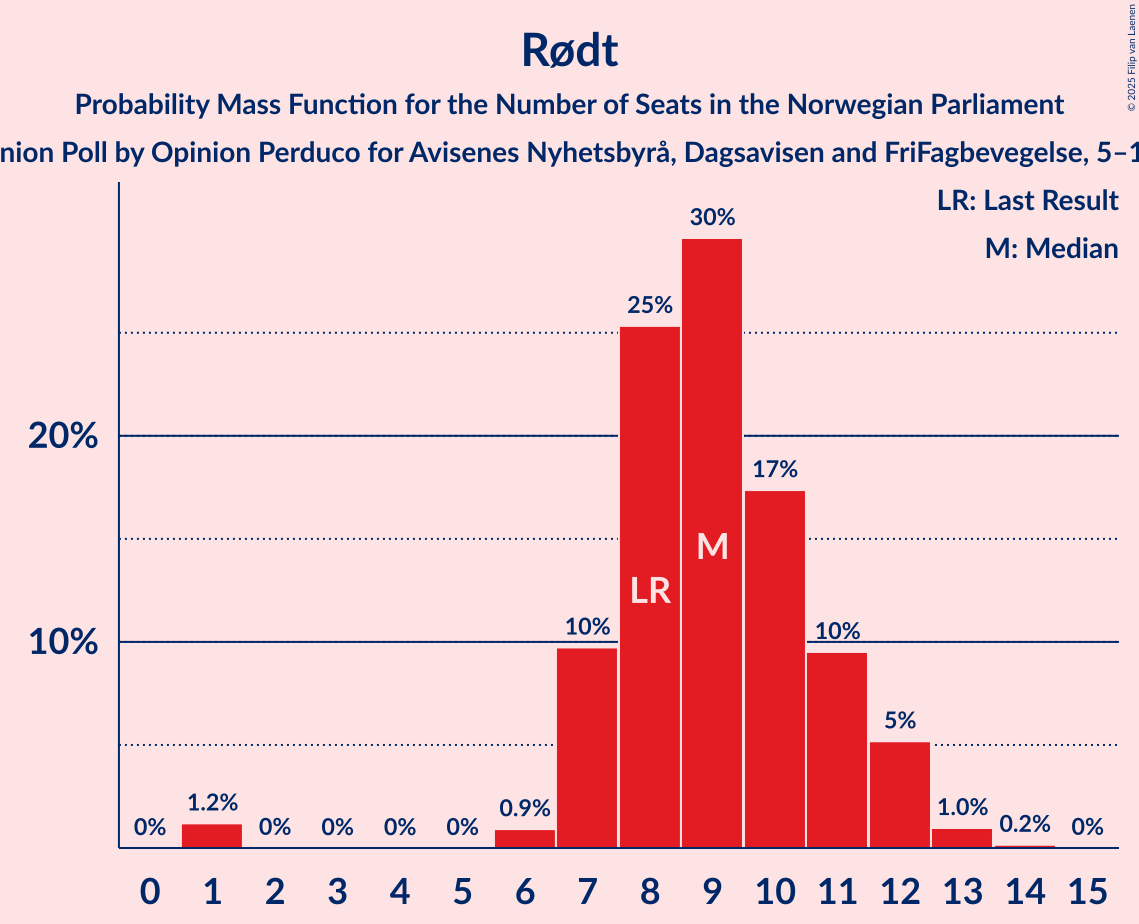 Rødt
Probability Mass Function for the Number of Seats in the Norwegian Parliament
Poll by Opinion Perduco for Avisenes Nyhetsbyrå, Dagsavisen and FriFagbevegelse,
LR: Last Result
M: Median
30%
25%
20%
17%
M
LR
10%
10%
10%
5%
1.2%
0.9%
1.0%
0.2%
0%
0%
0%
0%
0%
0%
0 1 2 3 4 5 6 7 8 9 10 11 12 13 14 15
© 2025 Filip van Laenen